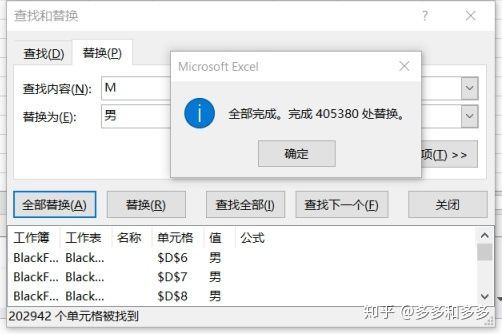 查找和替换
查找(D) 替换(P)
查找内容(N): M
替换为(E): 男
Microsoft Excel
全部完成。完成 405380 处替换。
确定
项(T) >>
全部替换(A) 替换(R) 查找全部(I) 查找下一个(F) 关闭
工作簿 工作表 名称 单元格 值 公式
BlackF... Black... $D$6 男
BlackF... Black... $D$7 男
BlackF... Black... $D$8 男
202942 个单元格被找到
知乎 @多多和多多